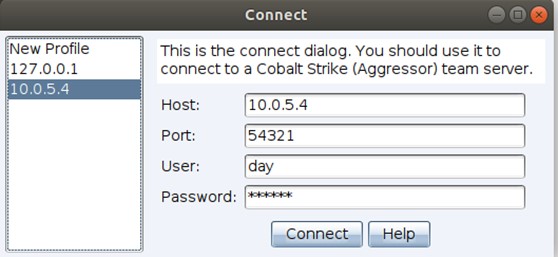 Connect
New Profile
127.0.0.1
10.0.5.4
This is the connect dialog. You should use it to
connect to a Cobalt Strike (Aggressor) team server.
Host: 10.0.5.4
Port: 54321
User: day
Password: ******
Connect Help